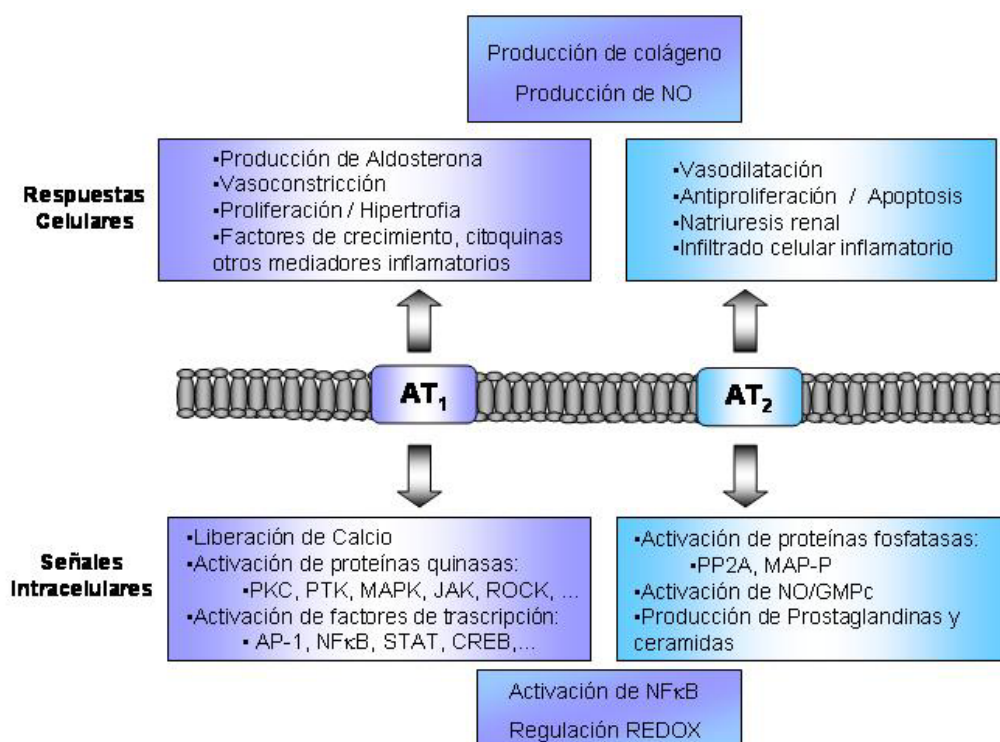 Producción de colágeno
Producción de NO
Respuestas
Celulares
▪Producción de Aldosterona
▪Vasoconstricción
▪Proliferación / Hipertrofia
▪Factores de crecimiento, citoquinas
otros mediadores inflamatorios
▪Vasodilatación
▪Antiproliferación / Apoptosis
▪Natriuresis renal
▪Infiltrado celular inflamatorio
AT₁
AT₂
Señales
Intracelulares
▪Liberación de Calcio
▪Activación de proteínas quinasas:
▪PKC, PTK, MAPK, JAK, ROCK, ...
▪Activación de factores de trascripción:
▪ AP-1, NFκB, STAT, CREB,...
▪Activación de proteínas fosfatasas:
▪PP2A, MAP-P
▪Activación de NO/GMPc
▪Producción de Prostaglandinas y
ceramidas
Activación de NFκB
Regulación REDOX